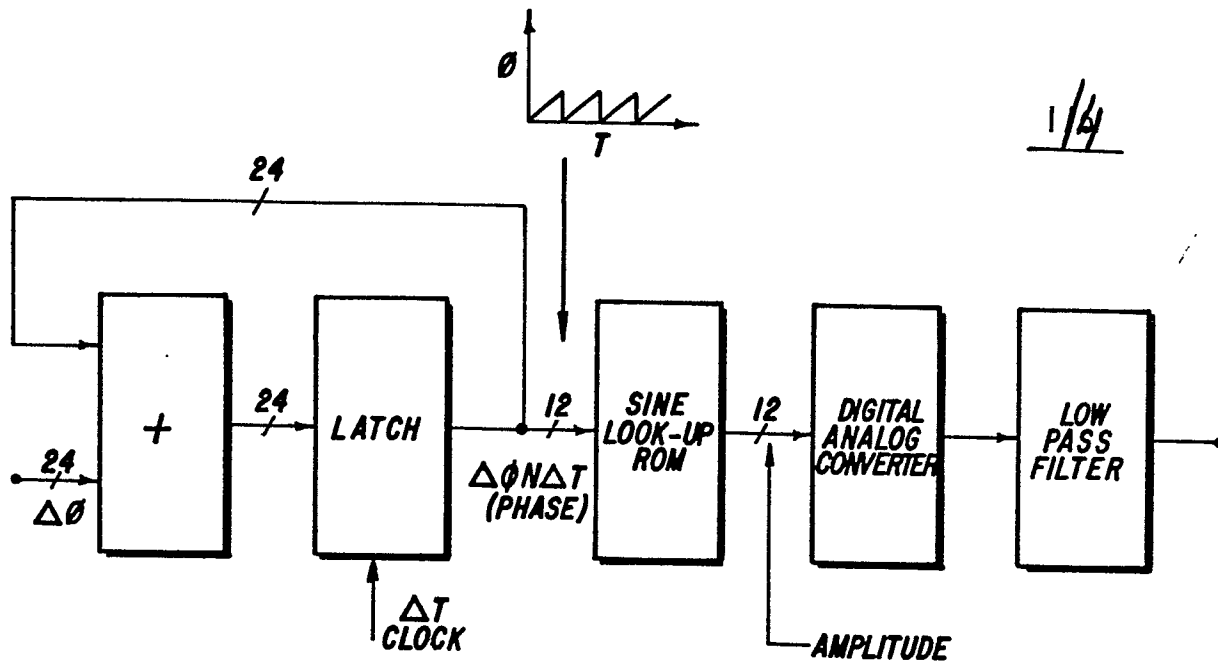 Ø
T
1/4
24
+
24
LATCH
12
SINE
LOOK-UP
ROM
12
DIGITAL
ANALOG
CONVERTER
LOW
PASS
FILTER
24
ΔØ
ΔϕNΔT
(PHASE)
ΔT
CLOCK
AMPLITUDE